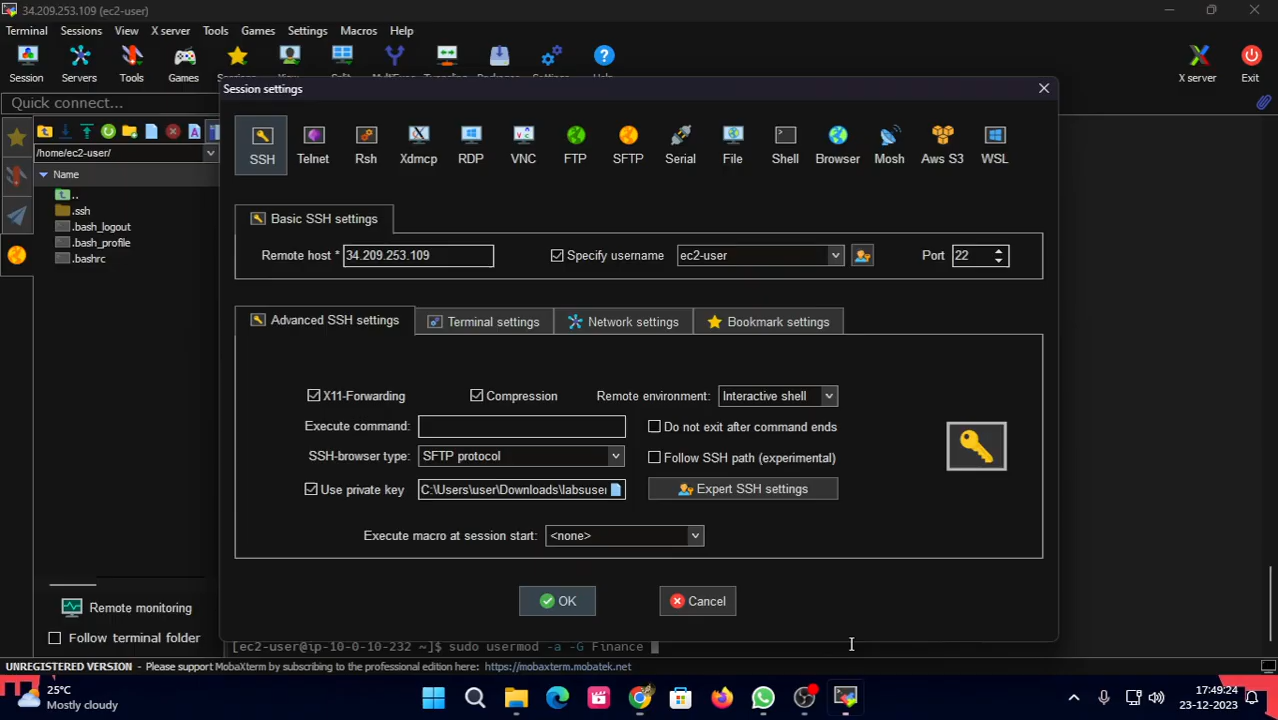 34.209.253.109 (ec2-user)
Terminal Sessions View X server Tools Games Settings Macros Help
Session Servers Tools Games X server Exit
Quick connect...
Session settings
SSH Telnet Rsh Xdmcp RDP VNC FTP SFTP Serial File Shell Browser Mosh Aws S3 WSL
/home/ec2-user/
Name
..
.ssh
.bash_logout
.bash_profile
.bashrc
Basic SSH settings
Remote host * 34.209.253.109 Specify username ec2-user Port 22
Advanced SSH settings Terminal settings Network settings Bookmark settings
X11-Forwarding Compression Remote environment: Interactive shell
Execute command: Do not exit after command ends
SSH-browser type: SFTP protocol Follow SSH path (experimental)
Use private key C:\Users\user\Downloads\labsuser Expert SSH settings
Execute macro at session start: <none>
OK Cancel
Remote monitoring
Follow terminal folder
[ec2-user@ip-10-0-10-232 ~]$ sudo usermod -a -G Finance
UNREGISTERED VERSION - Please support MobaXterm by subscribing to the professional edition here: https://mobaxterm.mobatek.net
25°C
Mostly cloudy
17:49:24
23-12-2023